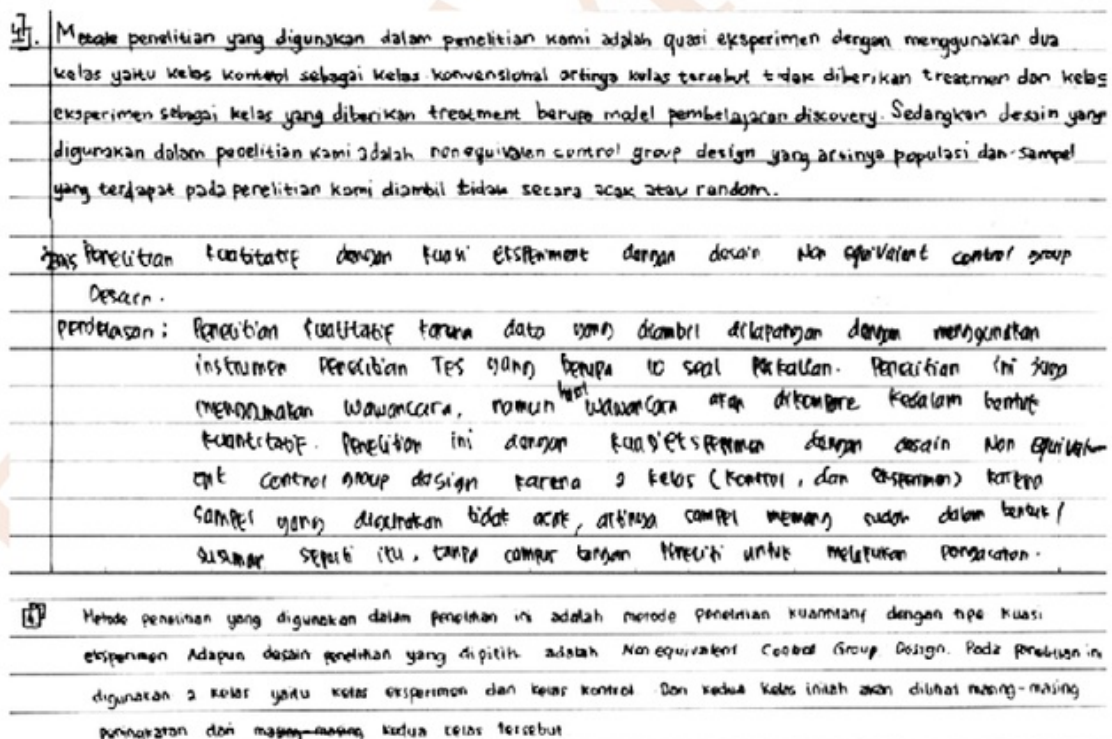 4]. Metode penelitian yang digunakan dalam penelitian kami adalah quasi eksperimen dengan menggunakan dua
kelas yaitu kelas kontrol sebagai kelas konvensional artinya kelas tersebut tidak diberikan treatmen dan kelas
eksperimen sebagai kelas yang diberikan treatment berupa model pembelajaran discovery. Sedangkan desain yang
digunakan dalam penelitian kami adalah nonequivalen control group design yang artinya populasi dan sampel
yang terdapat pada penelitian kami diambil tidak secara acak atau random.
Jenis Penelitian kualitatif dengan kuasi eksperiment dengan desain Non equivalent control group
Desain.
penjelasan : Penelitian kualitatif karena data yang diambil dilapangan dengan menggunakan
instrumen Penelitian Tes yang berupa 10 soal Perkalian. Penelitian ini juga
menggunakan wawancara, namun hasil wawancara akan dikonpere kedalam bentuk
kuantitatif. Penelitian ini dengan kuasi eksperimen dengan desain Non equivalen
ent control group design karena 2 kelas (kontrol, dan eksperimen) karena
sampel yang digunakan tidak acak, artinya sampel memang sudah dalam bentuk /
susunan seperti itu, tanpa campur tangan Peneliti untuk melakukan pengacakan.
4 Metode penelitian yang digunakan dalam penelitian ini adalah metode penelitian kuantitatif dengan tipe kuasi
eksperimen Adapun desain penelitian yang dipilih adalah Non equivalent Control Group Design. Pada penelitian ini
digunakan 2 kelas yaitu kelas eksperimen dan kelas kontrol Dan kedua kelas inilah akan dilihat masing-masing
peningkatan dari masing-masing kedua kelas tersebut